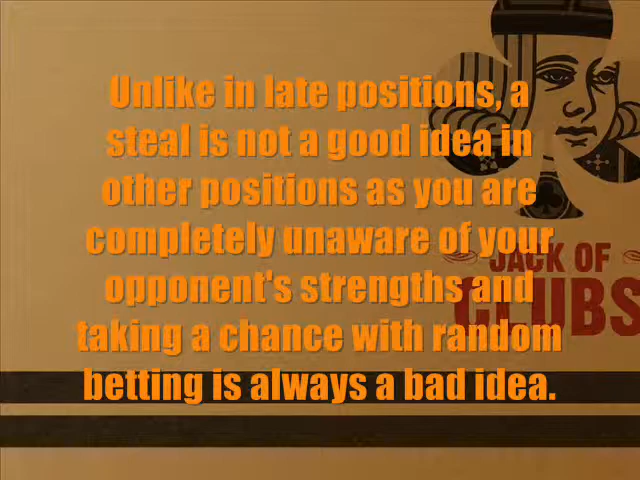 Unlike in late positions, a
steal is not a good idea in
other positions as you are
completely unaware of your
opponent's strengths and
taking a chance with random
betting is always a bad idea.
JACK OF
CLUBS